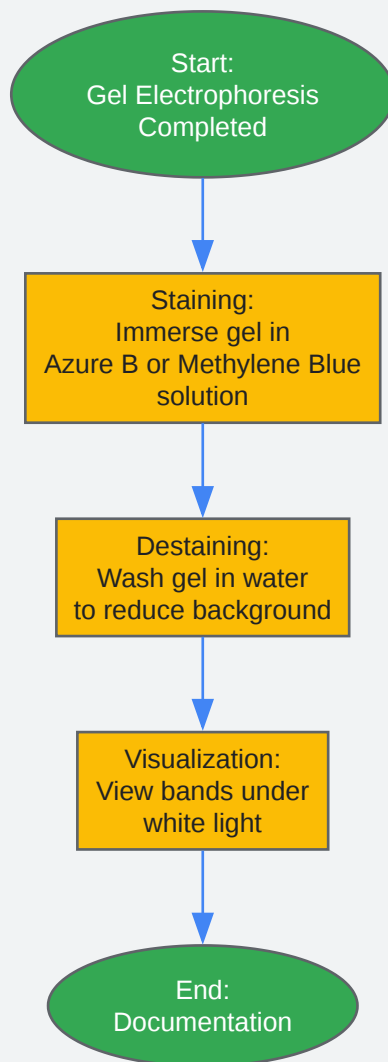 Start:
Gel Electrophoresis
Completed
Staining:
Immerse gel in
Azure B or Methylene Blue
solution
Destaining:
Wash gel in water
to reduce background
Visualization:
View bands under
white light
End:
Documentation